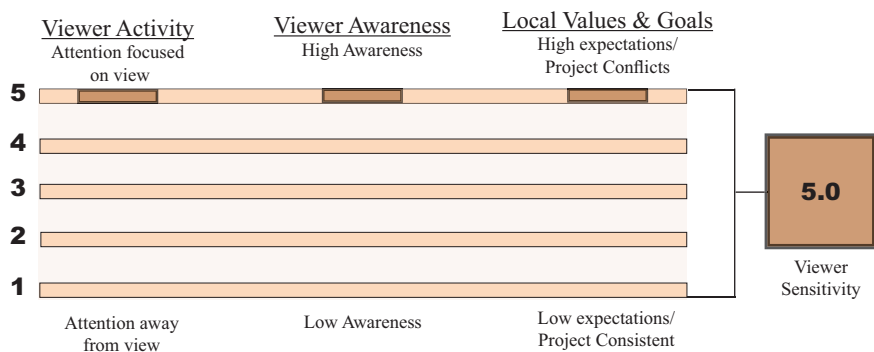 Viewer Activity
Attention focused
on view
Viewer Awareness
High Awareness
Local Values & Goals
High expectations/
Project Conflicts
5
4
3
2
1
5.0
Viewer
Sensitivity
Attention away
from view
Low Awareness
Low expectations/
Project Consistent